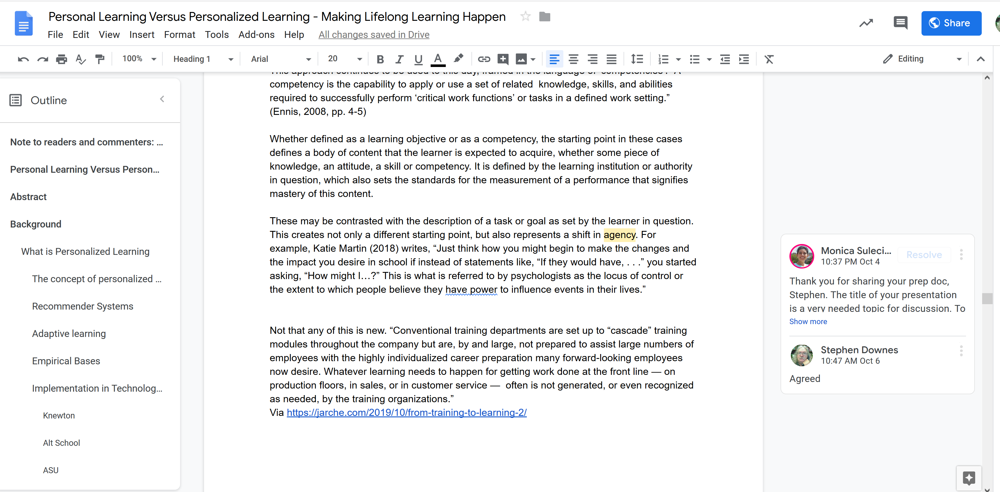 Personal Learning Versus Personalized Learning - Making Lifelong Learning Happen
Share
File Edit View Insert Format Tools Add-ons Help All changes saved in Drive
100% Heading 1 Arial 20 B I U A Editing
Outline
Note to readers and commenters: ...
Personal Learning Versus Person...
Abstract
Background
What is Personalized Learning
The concept of personalized ...
Recommender Systems
Adaptive learning
Empirical Bases
Implementation in Technolog...
Knewton
Alt School
ASU
This approach continues to be used to this day, framed in the language of ‘competencies’. “A
competency is the capability to apply or use a set of related  knowledge, skills, and abilities
required to successfully perform ‘critical work functions’ or tasks in a defined work setting.”
(Ennis, 2008, pp. 4-5)
Whether defined as a learning objective or as a competency, the starting point in these cases
defines a body of content that the learner is expected to acquire, whether some piece of
knowledge, an attitude, a skill or competency. It is defined by the learning institution or authority
in question, which also sets the standards for the measurement of a performance that signifies
mastery of this content.
These may be contrasted with the description of a task or goal as set by the learner in question.
This creates not only a different starting point, but also represents a shift in agency. For
example, Katie Martin (2018) writes, “Just think how you might begin to make the changes and
the impact you desire in school if instead of statements like, “If they would have, . . .” you started
asking, “How might I…?” This is what is referred to by psychologists as the locus of control or
the extent to which people believe they have power to influence events in their lives.”
Not that any of this is new. “Conventional training departments are set up to “cascade” training
modules throughout the company but are, by and large, not prepared to assist large numbers of
employees with the highly individualized career preparation many forward-looking employees
now desire. Whatever learning needs to happen for getting work done at the front line — on
production floors, in sales, or in customer service —  often is not generated, or even recognized
as needed, by the training organizations.”
Via https://jarche.com/2019/10/from-training-to-learning-2/
Monica Suleci...
10:37 PM Oct 4
Resolve
Thank you for sharing your prep doc,
Stephen. The title of your presentation
is a very needed topic for discussion. To
Show more
Stephen Downes
10:47 AM Oct 6
Agreed